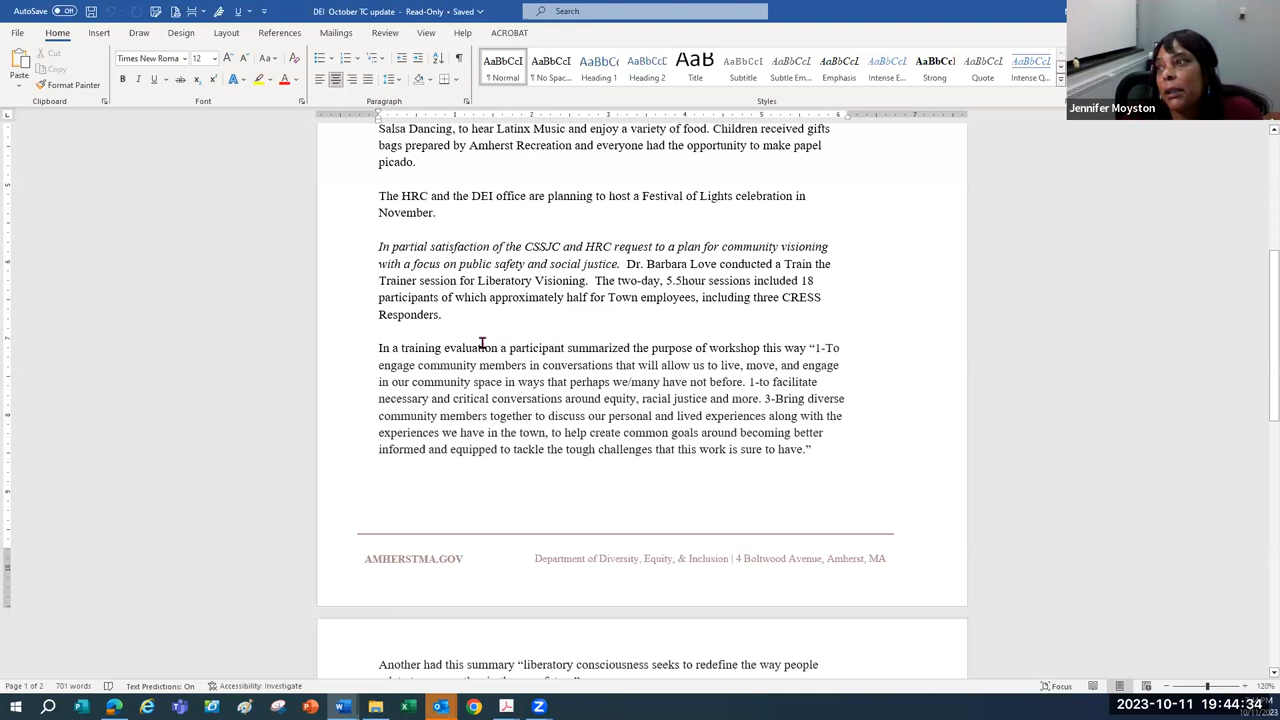 AutoSave Off
DEI October TC update - Read-Only • Saved
Search
Jennifer Moyston
File Home Insert Draw Design Layout References Mailings Review View Help ACROBAT
Paste
Cut
Copy
Format Painter
Times New Roma 12
AaBbCcI AaBbCcI AaBbCc AaBbCcI AaB AaBbCcI AaBbCcI AaBbCcI AaBbCcI AaBbCcI AaBbCcI AaBbCcI
¶ Normal ¶ No Spac... Heading 1 Heading 2 Title Subtitle Subtle Em... Emphasis Intense E... Strong Quote Intense Q...
Clipboard Font Paragraph Styles
Salsa Dancing, to hear Latinx Music and enjoy a variety of food. Children received gifts
bags prepared by Amherst Recreation and everyone had the opportunity to make papel
picado.
The HRC and the DEI office are planning to host a Festival of Lights celebration in
November.
In partial satisfaction of the CSSJC and HRC request to a plan for community visioning
with a focus on public safety and social justice. Dr. Barbara Love conducted a Train the
Trainer session for Liberatory Visioning. The two-day, 5.5hour sessions included 18
participants of which approximately half for Town employees, including three CRESS
Responders.
In a training evaluation a participant summarized the purpose of workshop this way “1-To
engage community members in conversations that will allow us to live, move, and engage
in our community space in ways that perhaps we/many have not before. 1-to facilitate
necessary and critical conversations around equity, racial justice and more. 3-Bring diverse
community members together to discuss our personal and lived experiences along with the
experiences we have in the town, to help create common goals around becoming better
informed and equipped to tackle the tough challenges that this work is sure to have.”
AMHERSTMA.GOV
Department of Diversity, Equity, & Inclusion | 4 Boltwood Avenue, Amherst, MA
Another had this summary “liberatory consciousness seeks to redefine the way people
Page 1 of 2 701 words Text Predictions: On Accessibility: Investigate
Focus 120%
2023-10-11 19:44:34
10/11/2023